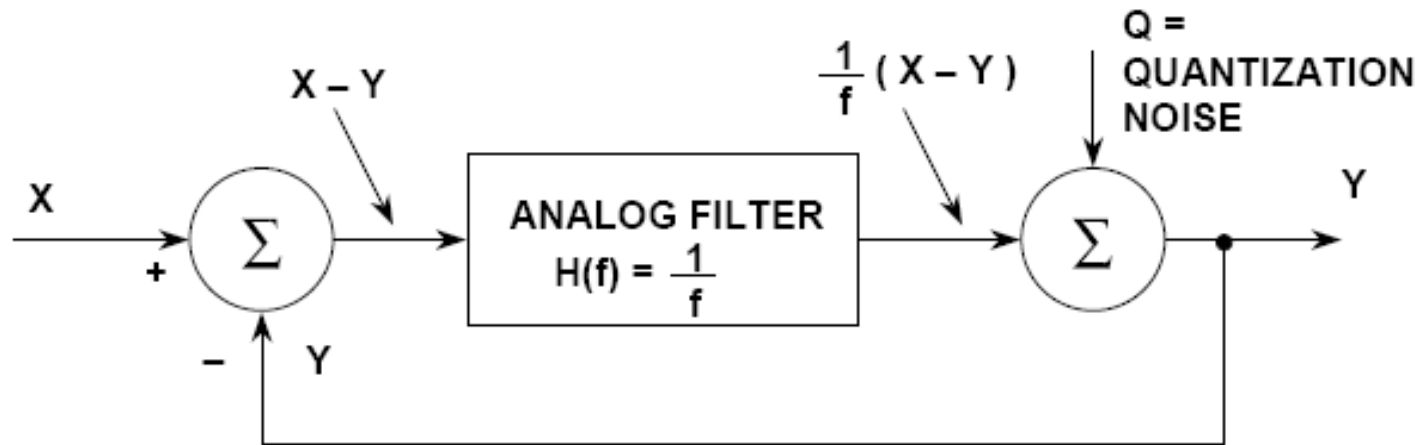 Q =
QUANTIZATION
NOISE
X – Y
1/f ( X – Y )
X
Y
Σ
ANALOG FILTER
H(f) = 1/f
Σ
+
–
Y